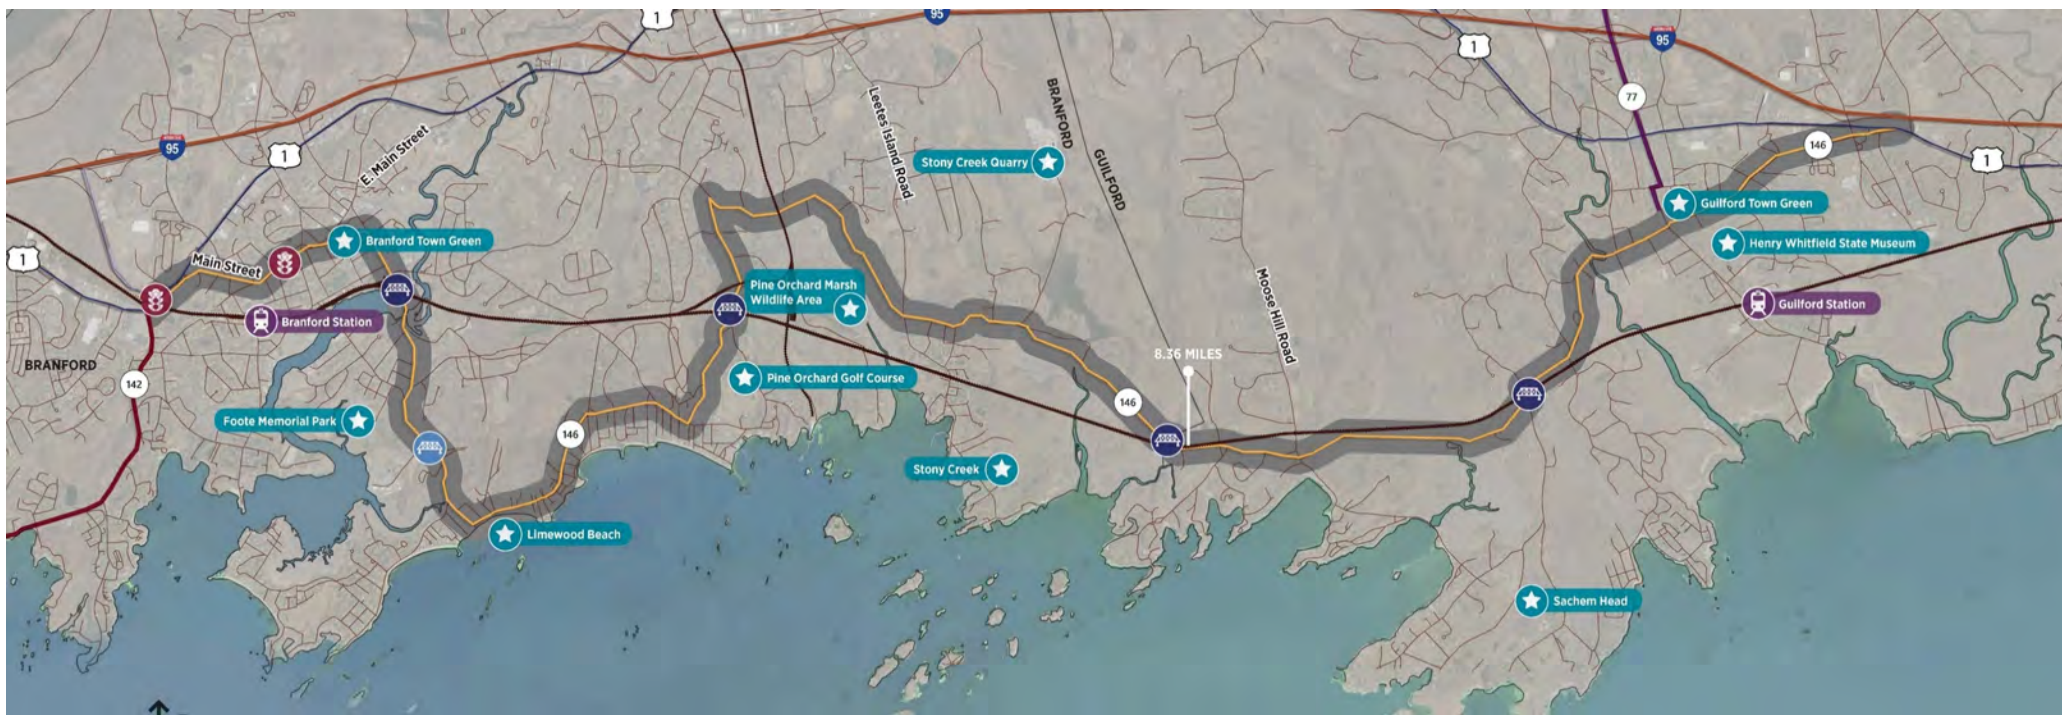 1
95
1
95
1
77
95
1
E. Main Street
Leetes Island Road
BRANFORD
GUILFORD
Stony Creek Quarry
146
1
Guilford Town Green
Branford Town Green
Henry Whitfield State Museum
1
Main Street
Pine Orchard Marsh
Wildlife Area
Moose Hill Road
Guilford Station
Branford Station
8.36 MILES
BRANFORD
142
Pine Orchard Golf Course
146
Foote Memorial Park
146
Stony Creek
Limewood Beach
Sachem Head